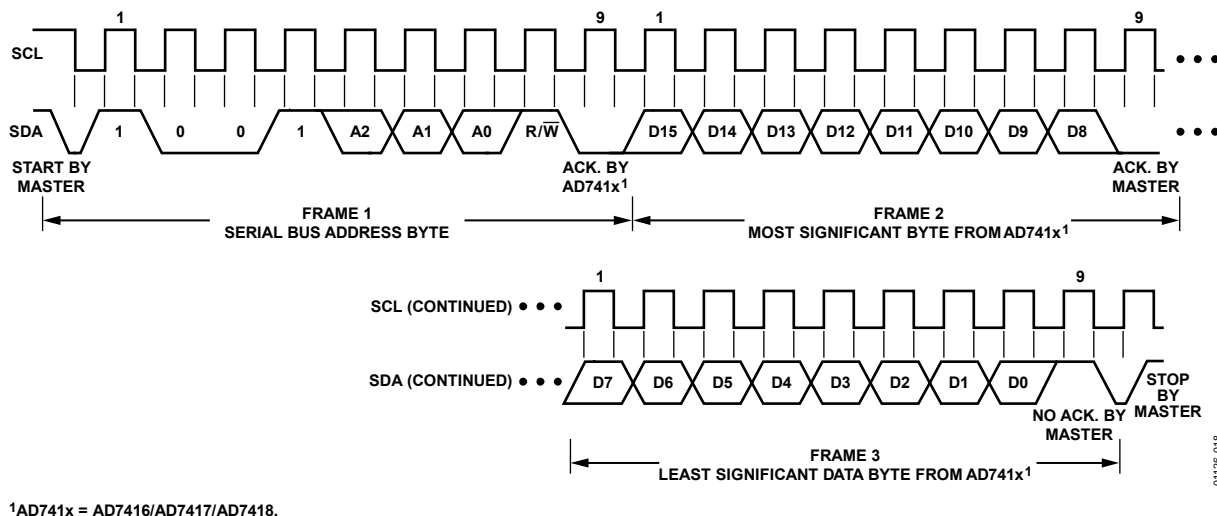 1 9 1 9
SCL
SDA 1 0 0 1 A2 A1 A0 R/W̅ D15 D14 D13 D12 D11 D10 D9 D8
START BY MASTER
ACK. BY AD741x¹
ACK. BY MASTER
FRAME 1
SERIAL BUS ADDRESS BYTE
FRAME 2
MOST SIGNIFICANT BYTE FROM AD741x¹
1 9
SCL (CONTINUED)
SDA (CONTINUED) D7 D6 D5 D4 D3 D2 D1 D0
NO ACK. BY MASTER
STOP BY MASTER
FRAME 3
LEAST SIGNIFICANT DATA BYTE FROM AD741x¹
01126-018
¹AD741x = AD7416/AD7417/AD7418.